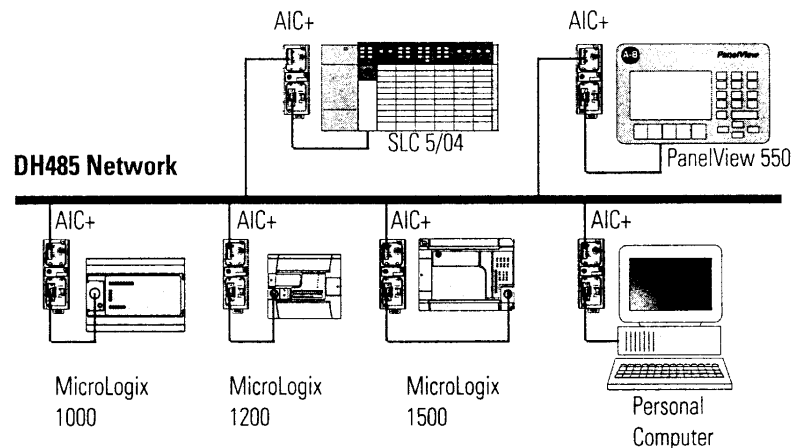 AIC+
AIC+
A-B
PanelView
SLC 5/04
PanelView 550
DH485 Network
AIC+
AIC+
AIC+
AIC+
MicroLogix
1000
MicroLogix
1200
MicroLogix
1500
Personal
Computer